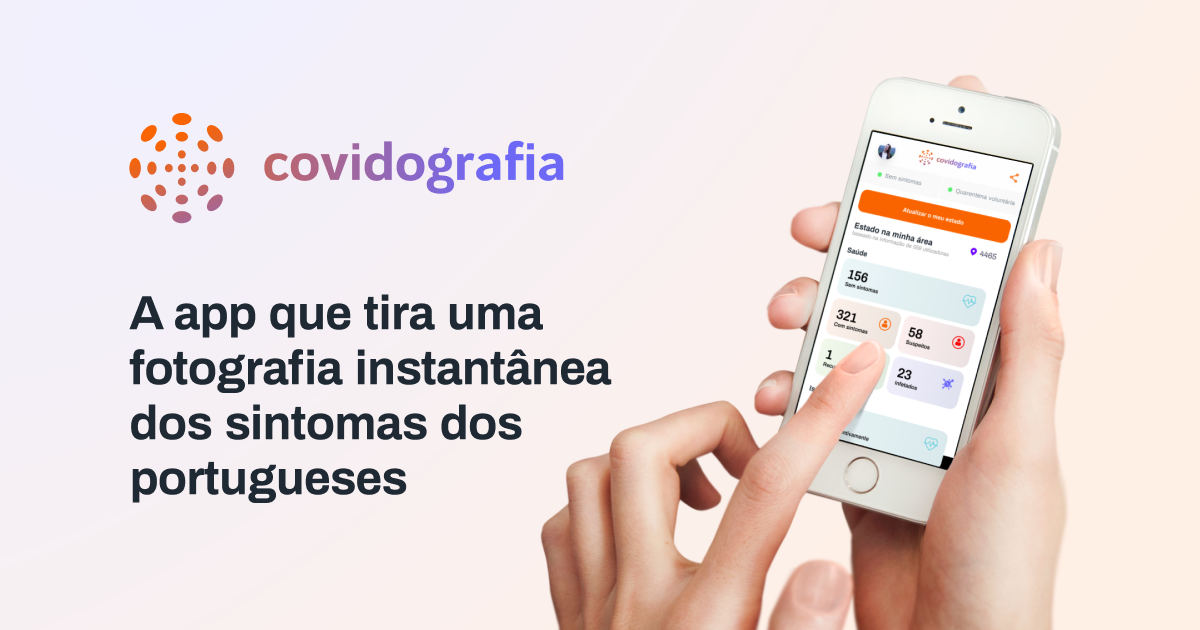 covidografia
A app que tira uma
fotografia instantânea
dos sintomas dos
portugueses
covidografia
Sem sintomas
Quarentena voluntária
Atualizar o meu estado
Estado na minha área
4465
Saúde
156
Sem sintomas
321
Com sintomas
58
Suspeitos
1
23
Infetados